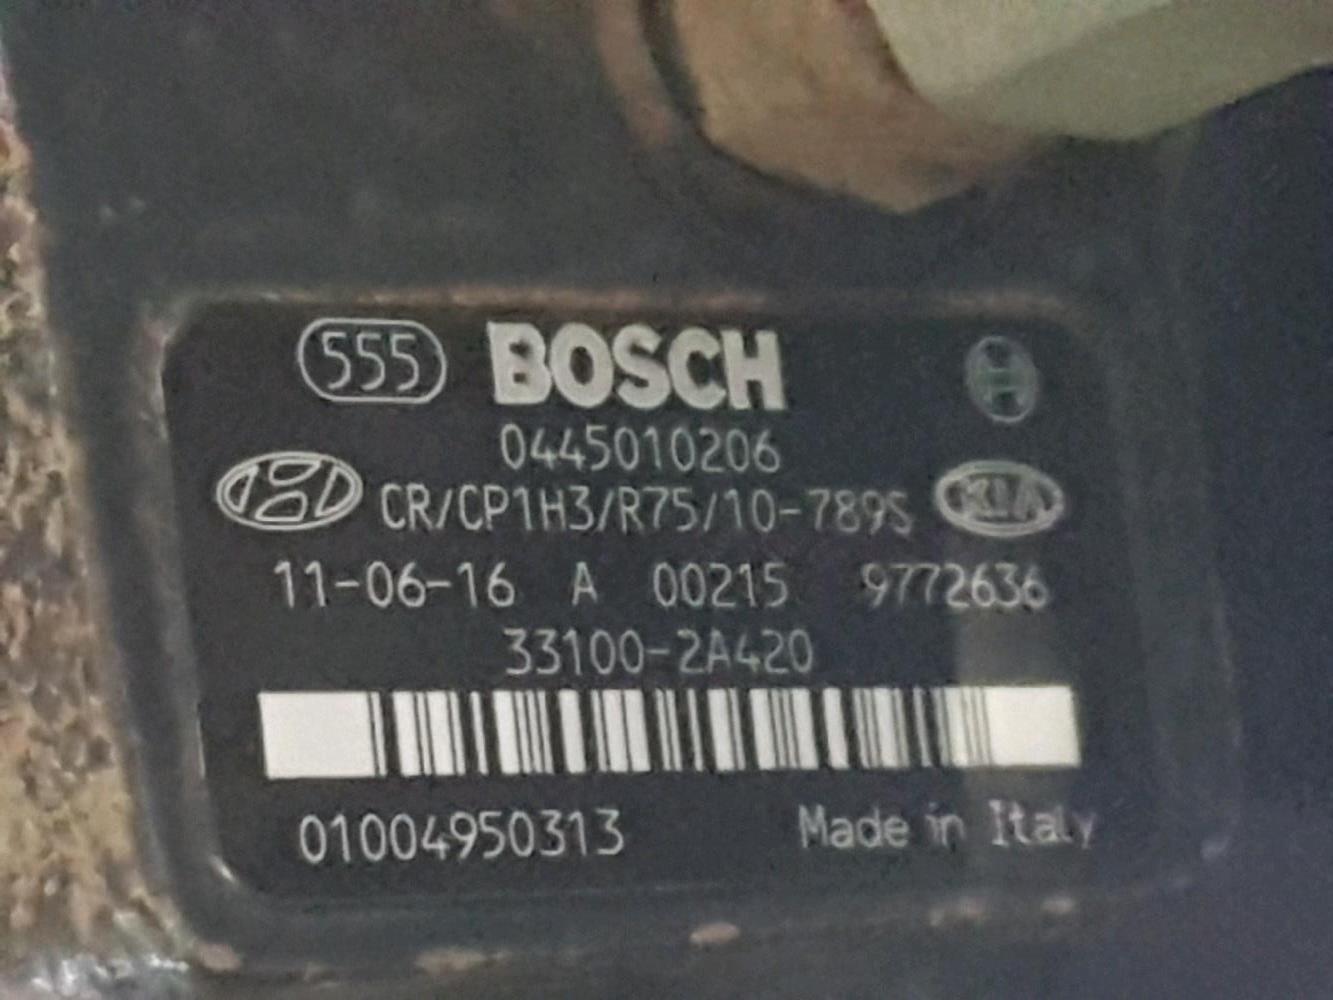 555 BOSCH
0445010206
CR/CP1H3/R75/10-789S KIA
11-06-16 A 00215 9772636
33100-2A420
01004950313 Made in Italy